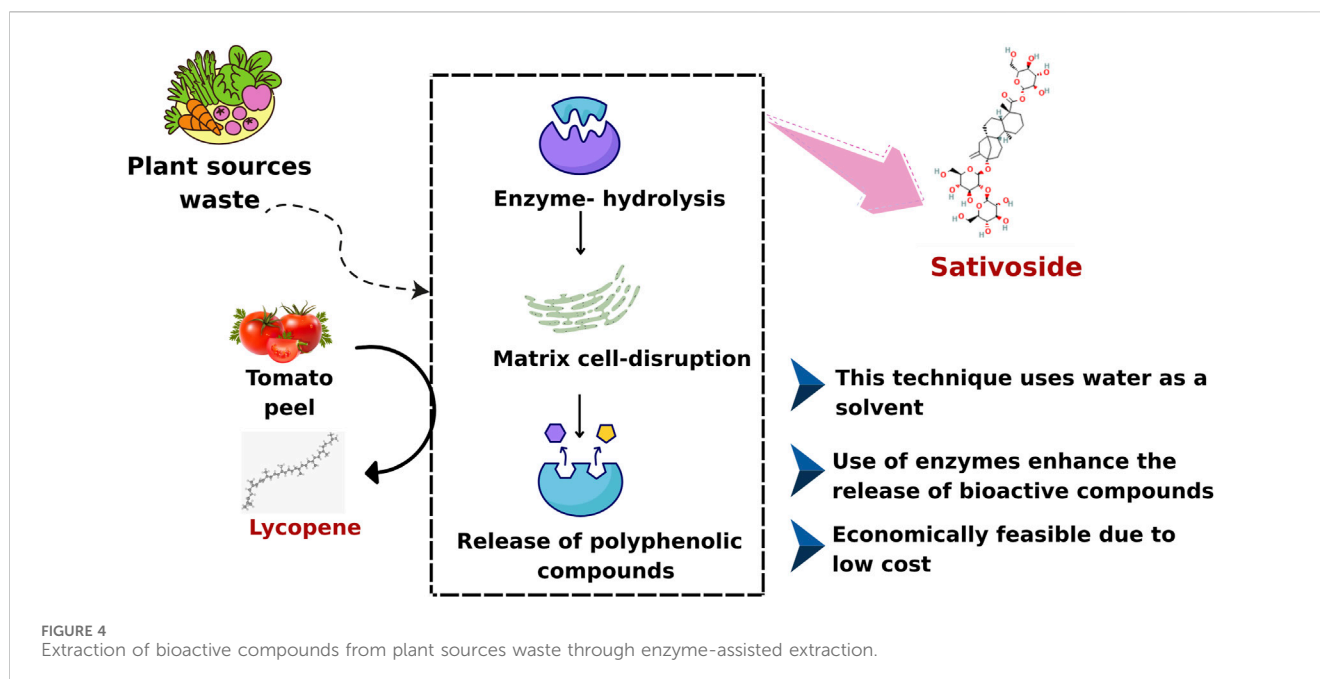 Plant sources
waste
Enzyme- hydrolysis
Matrix cell-disruption
Release of polyphenolic
compounds
Tomato
peel
Lycopene
Sativoside
This technique uses water as a
solvent
Use of enzymes enhance the
release of bioactive compounds
Economically feasible due to
low cost
FIGURE 4
Extraction of bioactive compounds from plant sources waste through enzyme-assisted extraction.